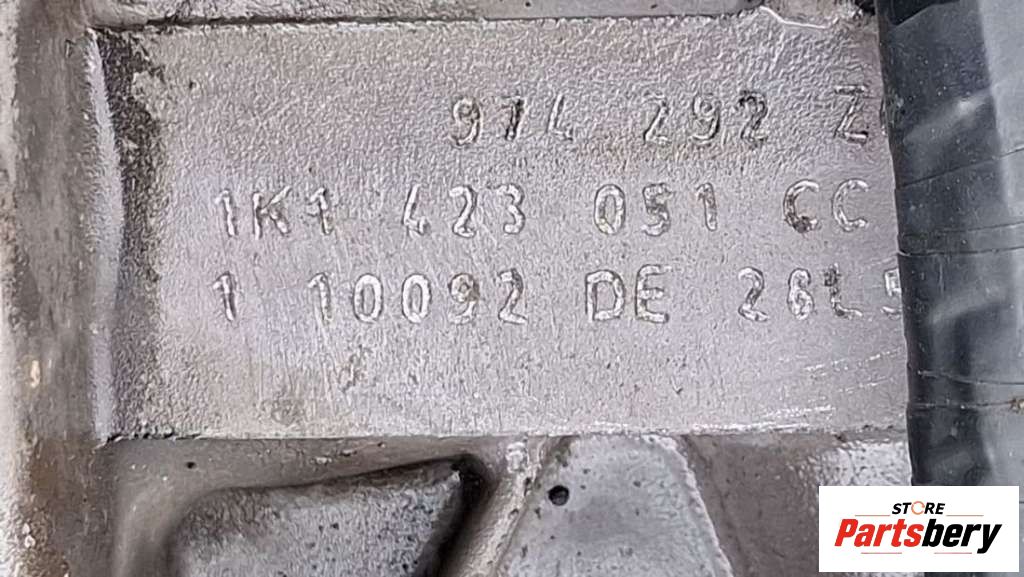 974 292 Z
1K1 423 051 CC
1 10092 DE 26L5
STORE
Partsbery